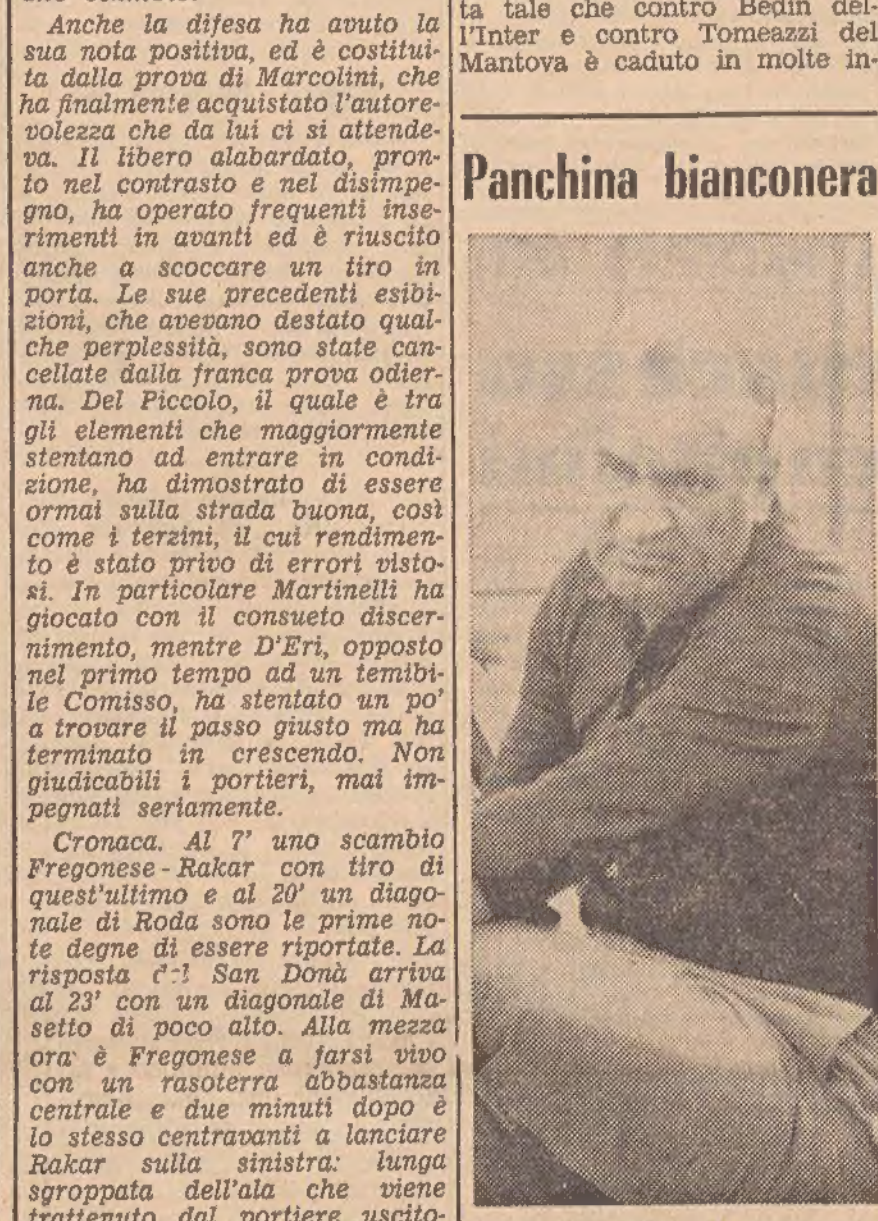 Anche la difesa ha avuto la
sua nota positiva, ed è costitui-
ta dalla prova di Marcolini, che
ha finalmente acquistato l'autore-
volezza che da lui ci si attende-
va. Il libero alabardato, pron-
to nel contrasto e nel disimpe-
gno, ha operato frequenti inse-
rimenti in avanti ed è riuscito
anche a scoccare un tiro in
porta. Le sue precedenti esibi-
zioni, che avevano destato qual-
che perplessità, sono state can-
cellate dalla franca prova odier-
na. Del Piccolo, il quale è tra
gli elementi che maggiormente
stentano ad entrare in condi-
zione, ha dimostrato di essere
ormai sulla strada buona, così
come i terzini, il cui rendimen-
to è stato privo di errori visto-
si. In particolare Martinelli ha
giocato con il consueto discer-
nimento, mentre D'Eri, opposto
nel primo tempo ad un temibi-
le Comisso, ha stentato un po'
a trovare il passo giusto ma ha
terminato in crescendo. Non
giudicabili i portieri, mai im-
pegnati seriamente.
Cronaca. Al 7' uno scambio
Fregonese - Rakar con tiro di
quest'ultimo e al 20' un diago-
nale di Roda sono le prime no-
te degne di essere riportate. La
risposta San Donà arriva
al 23' con un diagonale di Ma-
setto di poco alto. Alla mezza
ora è Fregonese a farsi vivo
con un rasoterra abbastanza
centrale e due minuti dopo è
lo stesso centravanti a lanciare
Rakar sulla sinistra: lunga
sgroppata dell'ala che viene
trattenuto dal portiere uscito-
ta tale che contro Bedin del-
l'Inter e contro Tomeazzi del
Mantova è caduto in molte in-
Panchina bianconera